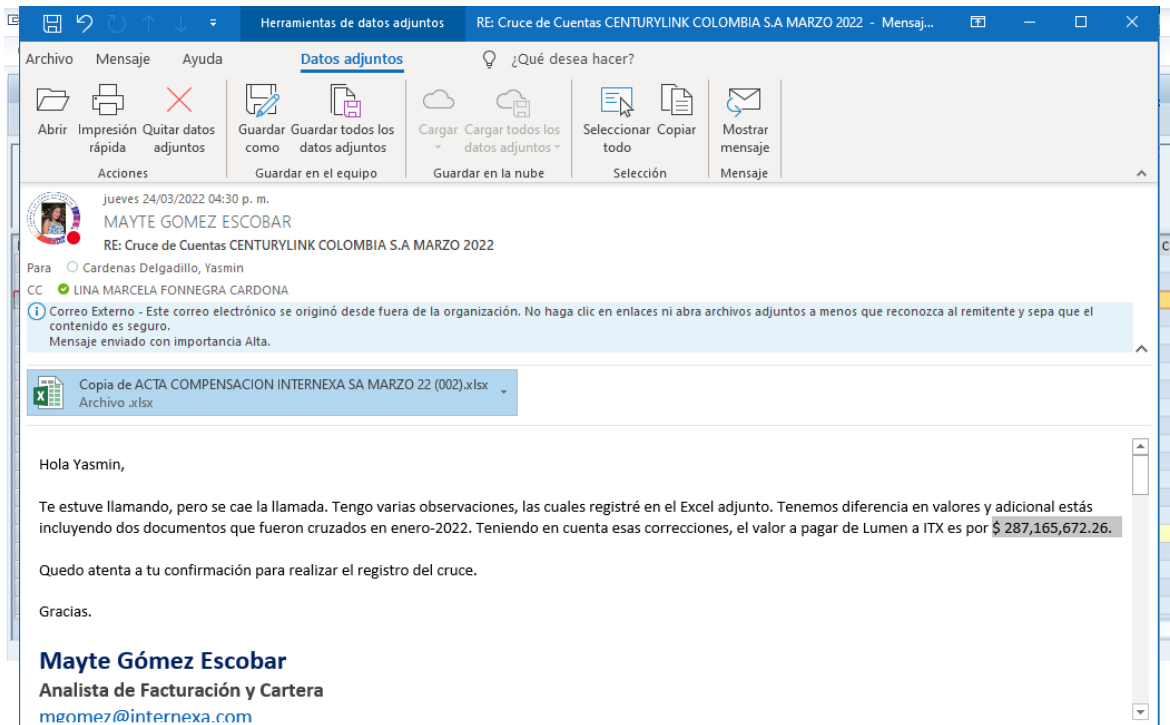 Herramientas de datos adjuntos RE: Cruce de Cuentas CENTURYLINK COLOMBIA S.A MARZO 2022 - Mensaj...
Archivo Mensaje Ayuda Datos adjuntos ¿Qué desea hacer?
Abrir Impresión rápida Quitar datos adjuntos Guardar como Guardar todos los datos adjuntos Cargar Cargar todos los datos adjuntos Seleccionar todo Copiar Mostrar mensaje
Acciones Guardar en el equipo Guardar en la nube Selección Mensaje
jueves 24/03/2022 04:30 p. m.
MAYTE GOMEZ ESCOBAR
RE: Cruce de Cuentas CENTURYLINK COLOMBIA S.A MARZO 2022
Para Cardenas Delgadillo, Yasmin
CC LINA MARCELA FONNEGRA CARDONA
Correo Externo - Este correo electrónico se originó desde fuera de la organización. No haga clic en enlaces ni abra archivos adjuntos a menos que reconozca al remitente y sepa que el
contenido es seguro.
Mensaje enviado con importancia Alta.
Copia de ACTA COMPENSACION INTERNEXA SA MARZO 22 (002).xlsx
Archivo .xlsx
Hola Yasmin,
Te estuve llamando, pero se cae la llamada. Tengo varias observaciones, las cuales registré en el Excel adjunto. Tenemos diferencia en valores y adicional estás
incluyendo dos documentos que fueron cruzados en enero-2022. Teniendo en cuenta esas correcciones, el valor a pagar de Lumen a ITX es por $ 287,165,672.26.
Quedo atenta a tu confirmación para realizar el registro del cruce.
Gracias.
Mayte Gómez Escobar
Analista de Facturación y Cartera
mgomez@internexa.com